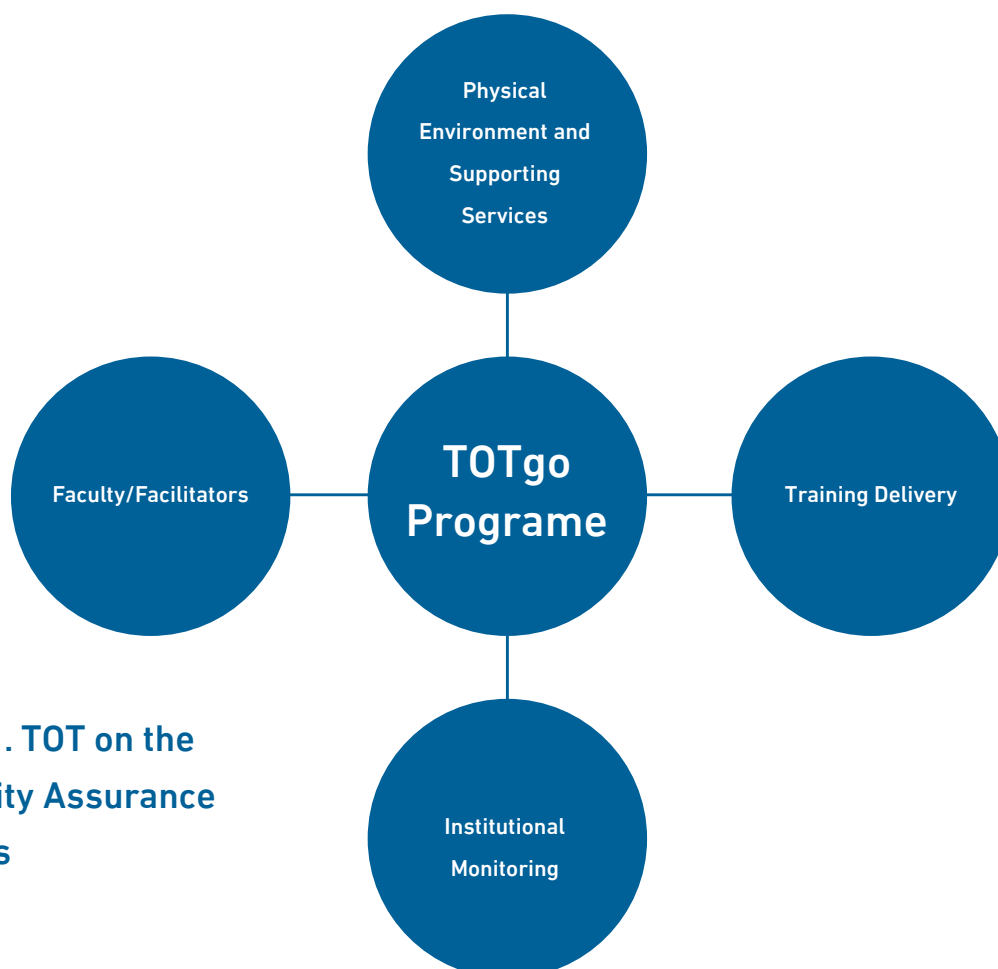 Physical
Environment and
Supporting
Services
Faculty/Facilitators
TOTgo
Programe
Training Delivery
. TOT on the
ity Assurance
s
Institutional
Monitoring